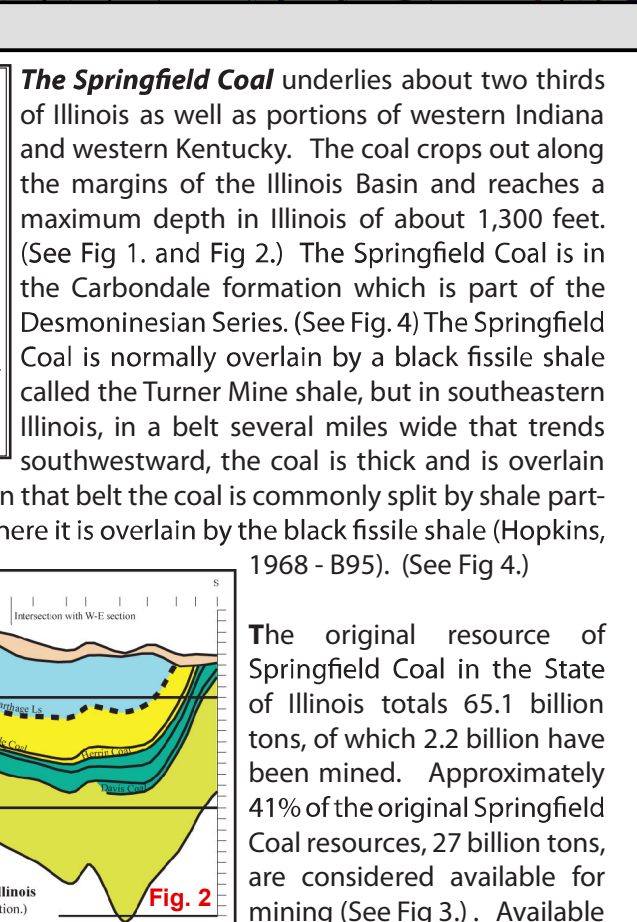 The Springfield Coal underlies about two thirds
of Illinois as well as portions of western Indiana
and western Kentucky. The coal crops out along
the margins of the Illinois Basin and reaches a
maximum depth in Illinois of about 1,300 feet.
(See Fig 1. and Fig 2.) The Springfield Coal is in
the Carbondale formation which is part of the
Desmoninesian Series. (See Fig. 4) The Springfield
Coal is normally overlain by a black fissile shale
called the Turner Mine shale, but in southeastern
Illinois, in a belt several miles wide that trends
southwestward, the coal is thick and is overlain
n that belt the coal is commonly split by shale part-
here it is overlain by the black fissile shale (Hopkins,
1968 - B95). (See Fig 4.)
S
Intersection with W-E section
arthage Ls
Coal
Herrin Coal
Davis Coal
llinois
tion.)
Fig. 2
The original resource of
Springfield Coal in the State
of Illinois totals 65.1 billion
tons, of which 2.2 billion have
been mined. Approximately
41% of the original Springfield
Coal resources, 27 billion tons,
are considered available for
mining (See Fig 3.) . Available